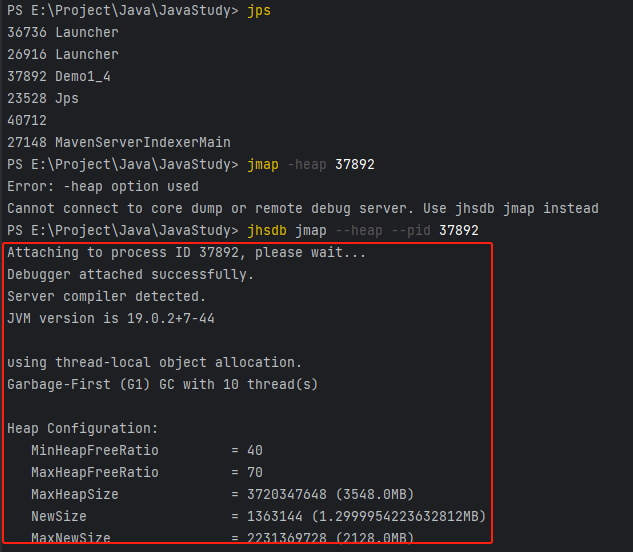 PS E:\Project\Java\JavaStudy> jps
36736 Launcher
26916 Launcher
37892 Demo1_4
23528 Jps
40712
27148 MavenServerIndexerMain
PS E:\Project\Java\JavaStudy> jmap -heap 37892
Error: -heap option used
Cannot connect to core dump or remote debug server. Use jhsdb jmap instead
PS E:\Project\Java\JavaStudy> jhsdb jmap --heap --pid 37892
Attaching to process ID 37892, please wait...
Debugger attached successfully.
Server compiler detected.
JVM version is 19.0.2+7-44
using thread-local object allocation.
Garbage-First (G1) GC with 10 thread(s)
Heap Configuration:
MinHeapFreeRatio = 40
MaxHeapFreeRatio = 70
MaxHeapSize = 3720347648 (3548.0MB)
NewSize = 1363144 (1.2999954223632812MB)
MaxNewSize = 2231369728 (2128.0MB)